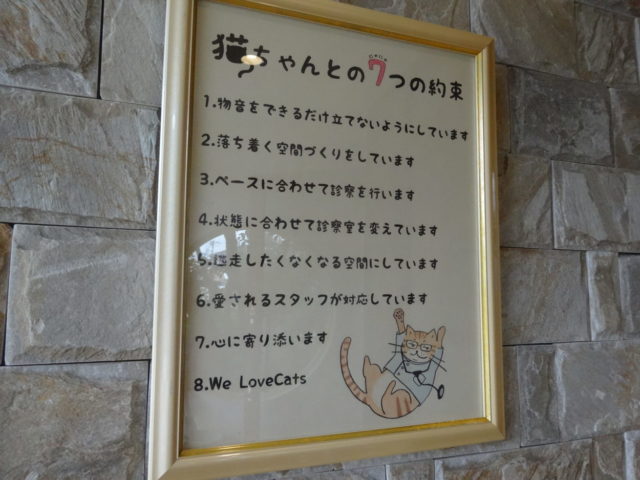 にゃにゃ
猫ちゃんとの7つの約束
1.物音をできるだけ立てないようにしています
2.落ち着く空間づくりをしています
3.ペースに合わせて診察を行います
4.状態に合わせて診察室を変えています
5.逃走したくなくなる空間にしています
6.愛されるスタッフが対応しています
7.心に寄り添います
8.We LoveCats